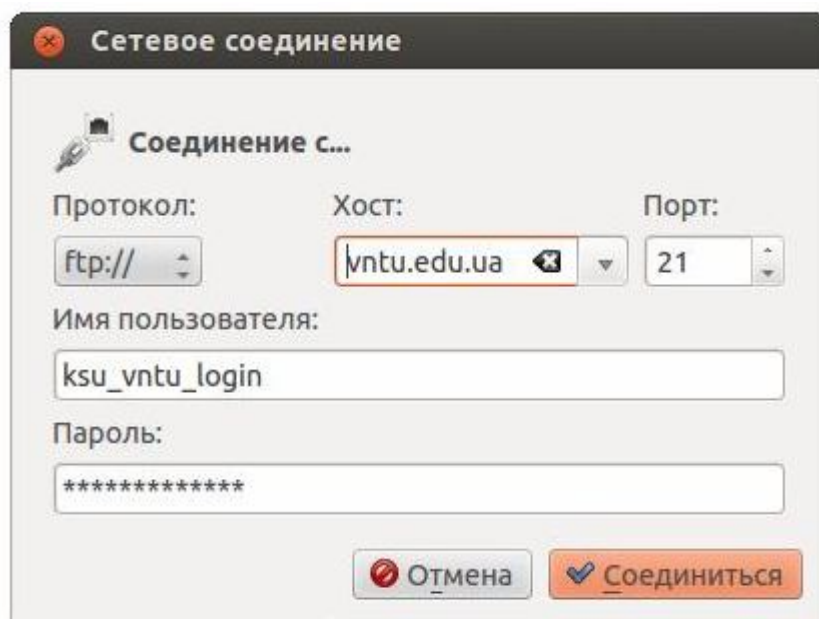 Сетевое соединение
Соединение с...
Протокол: Хост: Порт:
ftp:// vntu.edu.ua 21
Имя пользователя:
ksu_vntu_login
Пароль:
*************
Отмена Соединиться